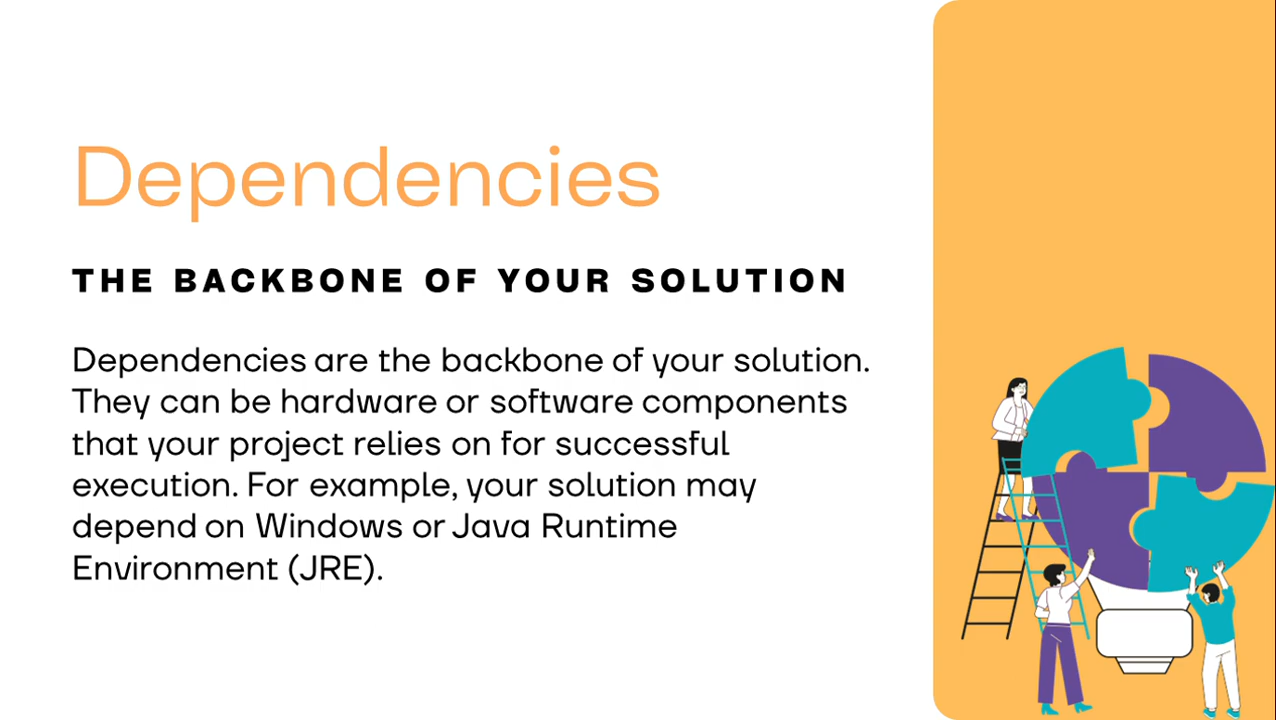 Dependencies
THE BACKBONE OF YOUR SOLUTION
Dependencies are the backbone of your solution.
They can be hardware or software components
that your project relies on for successful
execution. For example, your solution may
depend on Windows or Java Runtime
Environment (JRE).